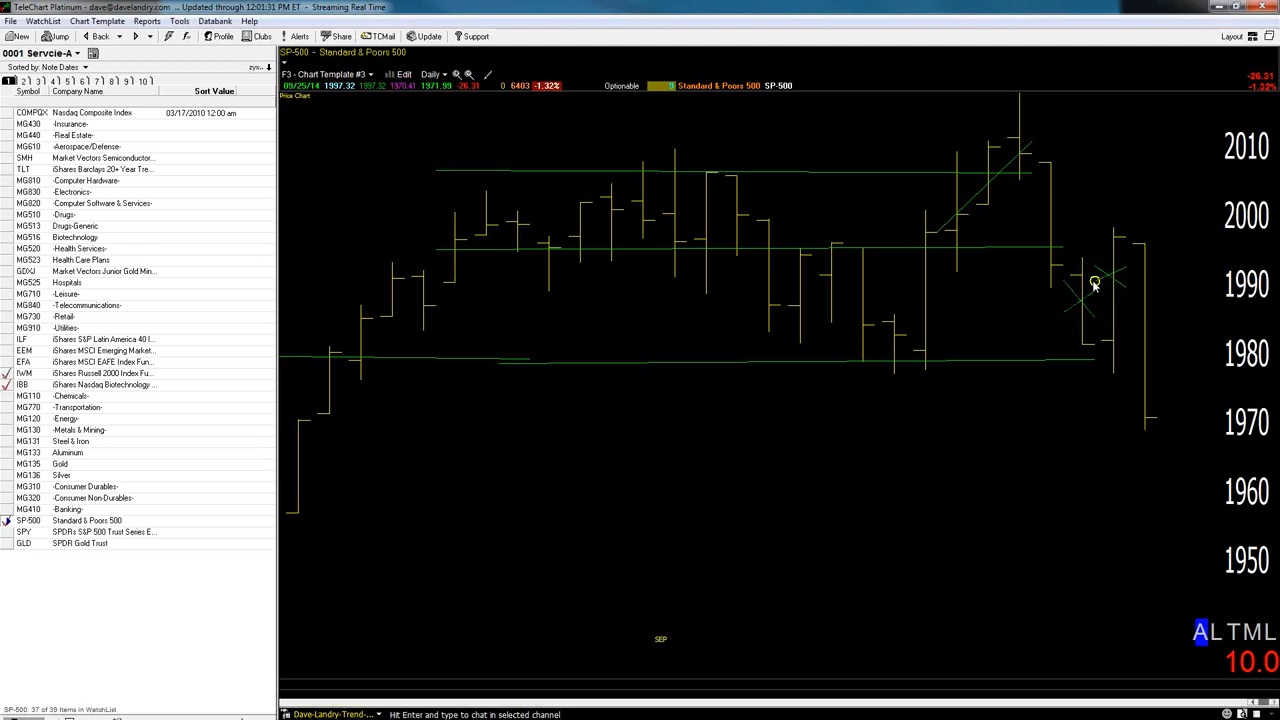 TeleChart Platinum - dave@davelandry.com ... Updated through 12:01:31 PM ET - Streaming Real Time
File WatchList Chart Template Reports Tools Databank Help
New Jump Back Profile Clubs Alerts Share TCMail Update Support Layout
0001 Servcie-A
Sorted by: Note Dates
1 2 3 4 5 6 7 8 9 10
Symbol Company Name Sort Value
COMPQX Nasdaq Composite Index 03/17/2010 12:00 am
MG430 -Insurance-
MG440 -Real Estate-
MG610 -Aerospace/Defense-
SMH Market Vectors Semiconductor...
TLT iShares Barclays 20+ Year Tre...
MG810 -Computer Hardware-
MG830 -Electronics-
MG820 -Computer Software & Services-
MG510 -Drugs-
MG513 Drugs-Generic
MG516 Biotechnology
MG520 -Health Services-
MG523 Health Care Plans
GDXJ Market Vectors Junior Gold Min...
MG525 Hospitals
MG710 -Leisure-
MG840 -Telecommunications-
MG730 -Retail-
MG910 -Utilities-
ILF iShares S&P Latin America 40 I...
EEM iShares MSCI Emerging Market...
EFA iShares MSCI EAFE Index Fun...
IWM iShares Russell 2000 Index Fu...
IBB iShares Nasdaq Biotechnology ...
MG110 -Chemicals-
MG770 -Transportation-
MG120 -Energy-
MG130 -Metals & Mining-
MG131 Steel & Iron
MG133 Aluminum
MG135 Gold
MG136 Silver
MG310 -Consumer Durables-
MG320 -Consumer Non-Durables-
MG410 -Banking-
SP-500 Standard & Poors 500
SPY SPDRs S&P 500 Trust Series E...
GLD SPDR Gold Trust
SP-500: 37 of 39 Items in WatchList
SP-500 - Standard & Poors 500
F3 - Chart Template #3 Edit Daily
09/25/14 1997.32 1997.32 1970.41 1971.99 -26.31 0 6403 -1.32% Optionable 9 Standard & Poors 500 SP-500
-26.31
-1.32%
Price Chart
2010
2000
1990
1980
1970
1960
1950
SEP
ALTML
10.0
Dave-Landry-Trend-... Hit Enter and type to chat in selected channel